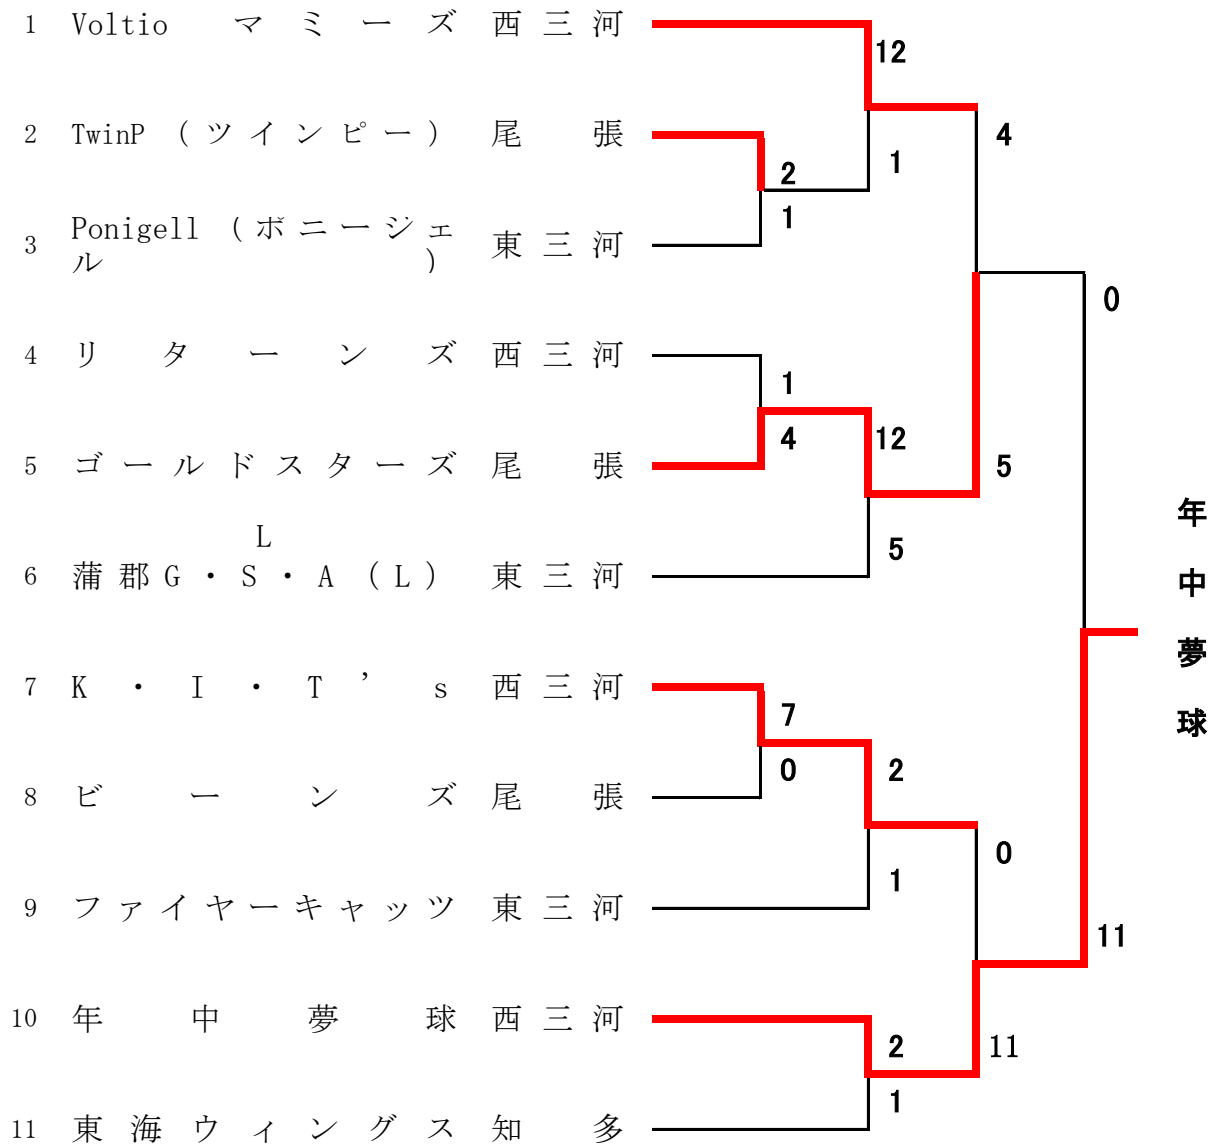 1 Voltio マミーズ 西三河
12
2 TwinP（ツインピー） 尾張
4
2
1
1
3 Ponigell（ポニージェル） 東三河
0
4 リターンズ 西三河
1
4
12
5 ゴールドスターズ 尾張
5
L
5
6 蒲郡G・S・A（L） 東三河
年中夢球
7 K・I・T’s 西三河
7
0
2
8 ビーンズ 尾張
0
1
9 ファイヤーキャッツ 東三河
11
10 年中夢球 西三河
2
11
1
11 東海ウィングス 知多